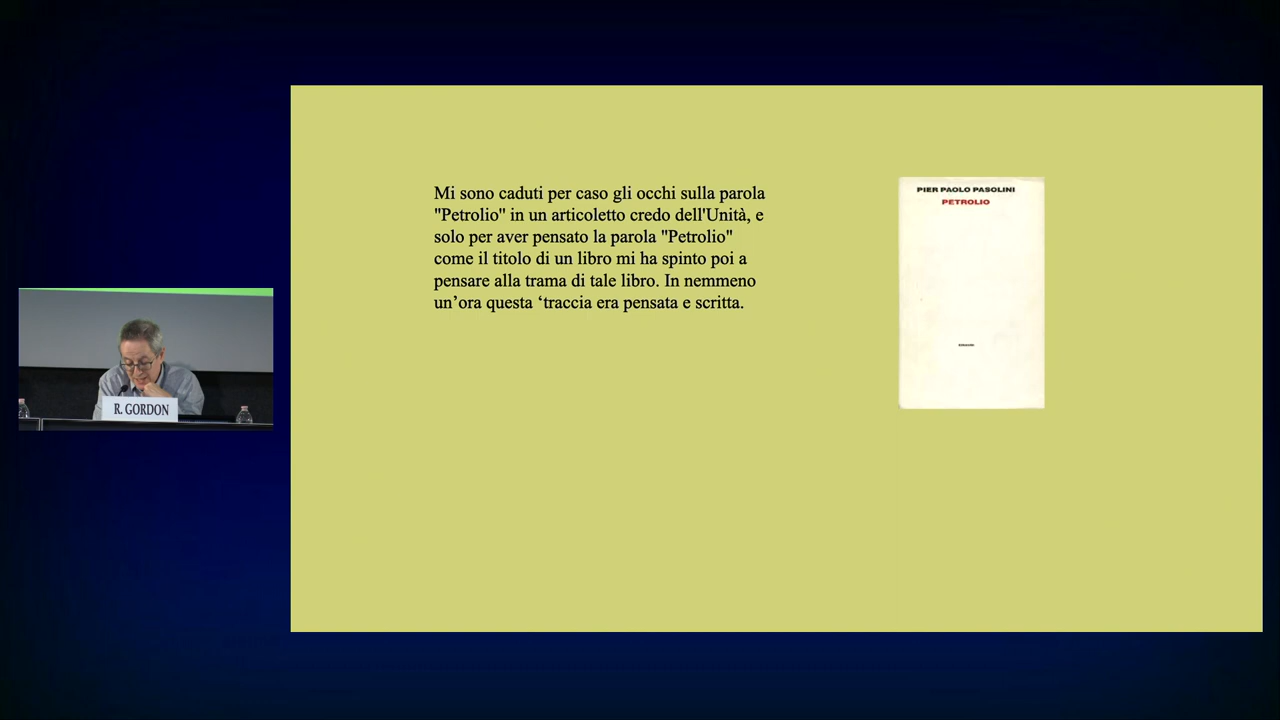 Mi sono caduti per caso gli occhi sulla parola
"Petrolio" in un articoletto credo dell'Unità, e
solo per aver pensato la parola "Petrolio"
come il titolo di un libro mi ha spinto poi a
pensare alla trama di tale libro. In nemmeno
un’ora questa ‘traccia era pensata e scritta.
PIER PAOLO PASOLINI
PETROLIO
EINAUDI
R. GORDON